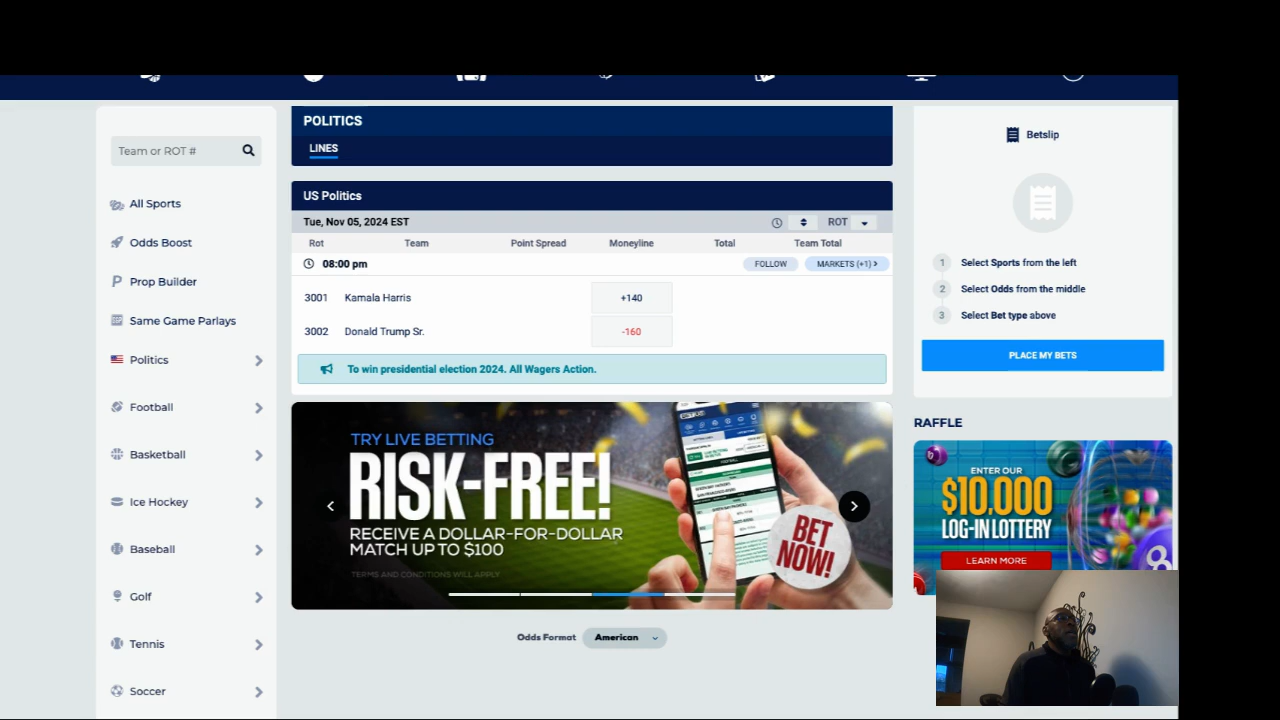 Team or ROT #
All Sports
Odds Boost
Prop Builder
Same Game Parlays
Politics
Football
Basketball
Ice Hockey
Baseball
Golf
Tennis
Soccer
POLITICS
LINES
US Politics
Tue, Nov 05, 2024 EST
ROT
Rot Team Point Spread Moneyline Total Team Total
08:00 pm FOLLOW MARKETS (+1)
3001 Kamala Harris +140
3002 Donald Trump Sr. -160
To win presidential election 2024. All Wagers Action.
TRY LIVE BETTING
RISK-FREE!
RECEIVE A DOLLAR-FOR-DOLLAR
MATCH UP TO $100
TERMS AND CONDITIONS WILL APPLY
BET
NOW!
Odds Format American
Betslip
1 Select Sports from the left
2 Select Odds from the middle
3 Select Bet type above
PLACE MY BETS
RAFFLE
ENTER OUR
$10,000
LOG-IN LOTTERY
LEARN MORE